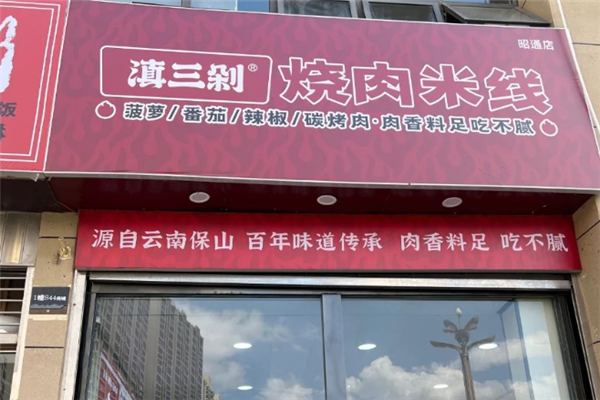 昭通店
滇三剁®
烧肉米线
菠萝/番茄/辣椒/碳烤肉·肉香料足吃不腻
源自云南保山 百年味道传承 肉香料足 吃不腻
饭